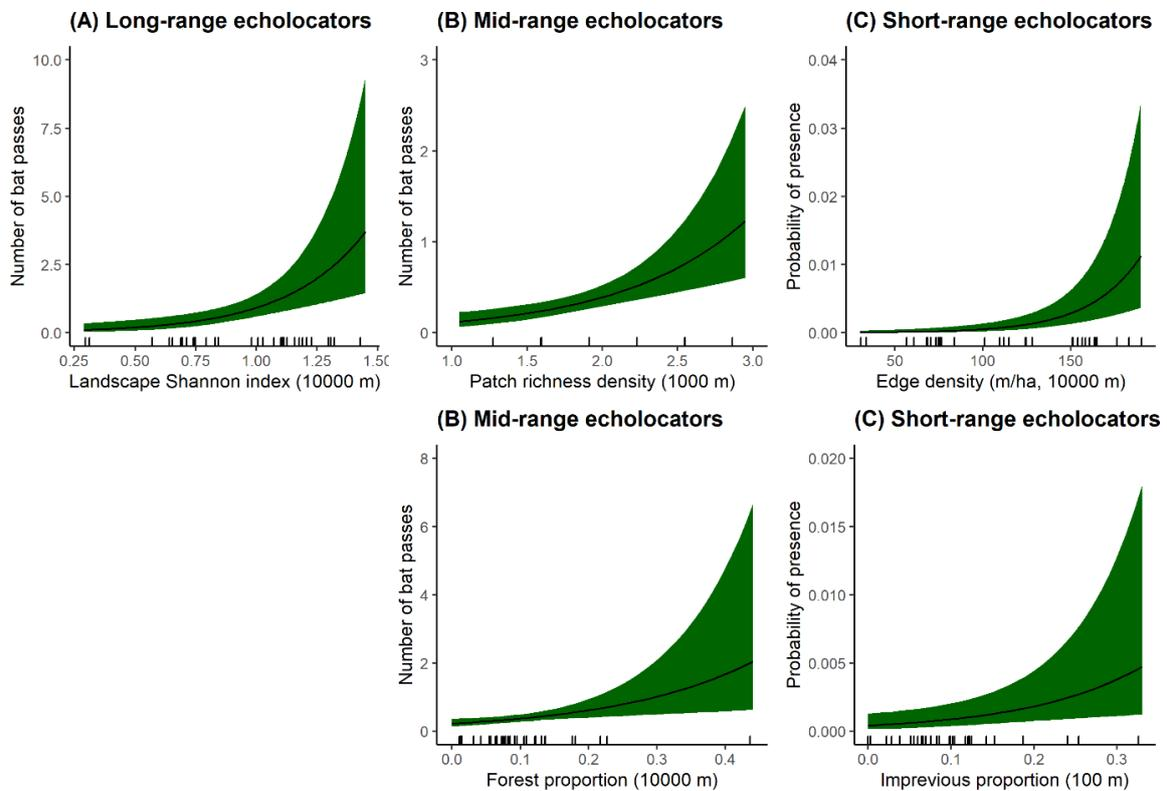 (A) Long-range echolocators
10.0
7.5
5.0
2.5
0.0
Number of bat passes
0.25 0.50 0.75 1.00 1.25 1.50
Landscape Shannon index (10000 m)
(B) Mid-range echolocators
3
2
1
0
Number of bat passes
1.0 1.5 2.0 2.5 3.0
Patch richness density (1000 m)
(C) Short-range echolocators
0.04
0.03
0.02
0.01
0.00
Probability of presence
50 100 150
Edge density (m/ha, 10000 m)
(B) Mid-range echolocators
8
6
4
2
0
Number of bat passes
0.0 0.1 0.2 0.3 0.4
Forest proportion (10000 m)
(C) Short-range echolocators
0.020
0.015
0.010
0.005
0.000
Probability of presence
0.0 0.1 0.2 0.3
Imprevious proportion (100 m)